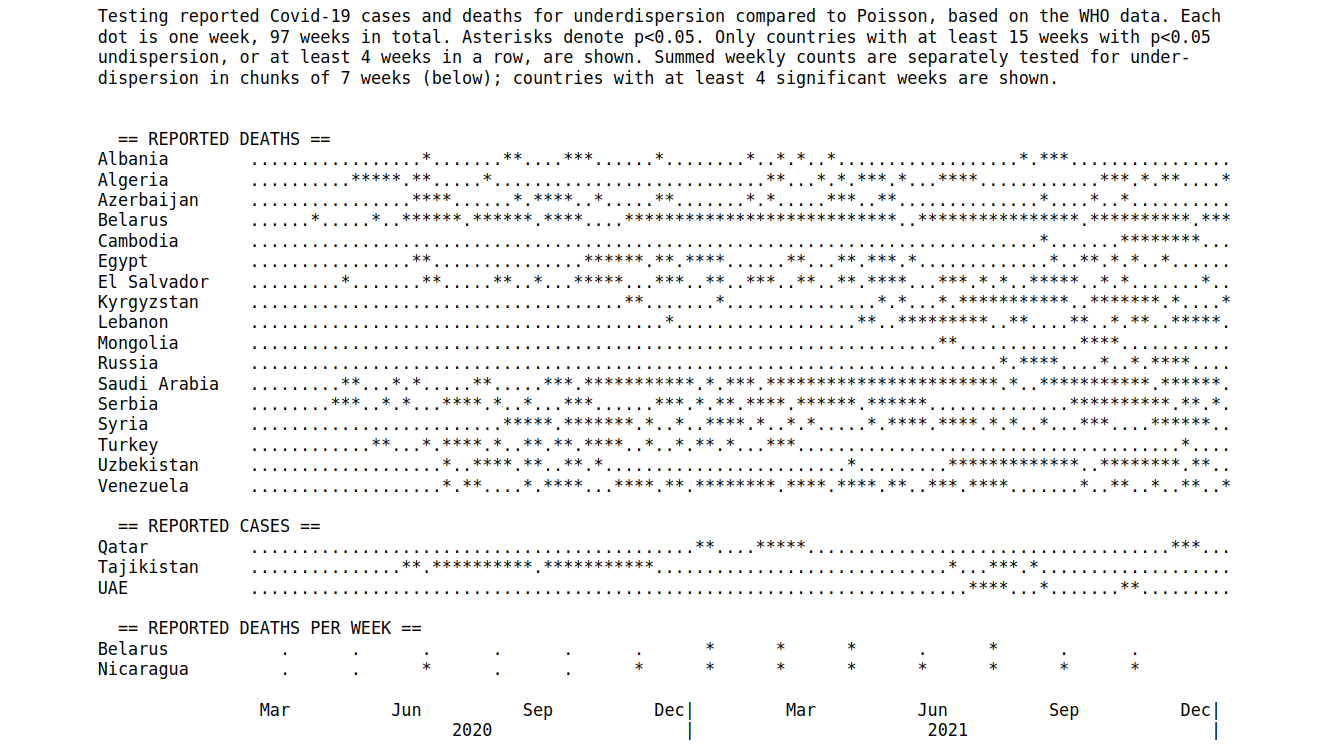 Testing reported Covid-19 cases and deaths for underdispersion compared to Poisson, based on the WHO data. Each
dot is one week, 97 weeks in total. Asterisks denote p<0.05. Only countries with at least 15 weeks with p<0.05
undispersion, or at least 4 weeks in a row, are shown. Summed weekly counts are separately tested for under-
dispersion in chunks of 7 weeks (below); countries with at least 4 significant weeks are shown.
== REPORTED DEATHS ==
Albania .................*.......**....***......*........*..*.*..*..................*.***................
Algeria ..........*****.**.....*...........................**...*.*.***.*...****............***.*.**....*
Azerbaijan ................****......*.****..*.....**.......*.*.....***..**..............*....*..*..........
Belarus ......*.....*..******.******.****....***************************..****************.**********.***
Cambodia ..............................................................................*.......********...
Egypt ................**...............******.**.****......**...**.***.*.............*..**.*.*..*......
El Salvador .........*.......**.....**..*...*****...***..**..***..**..**.****...***.*.*..*****..*.*.......*..
Kyrgyzstan .....................................**.......*...............*.*...*.***********..*******.*....*
Lebanon .........................................*..................**..*********..**....**..*.**..*****.
Mongolia ....................................................................**............****...........
Russia ..........................................................................*.****....*..*.****....
Saudi Arabia .........**...*.*.....**.....***.***********.*.***.***********************.*..***********.******.
Serbia ........***..*.*...****.*..*...***......***.*.**.****.******.******..............**********.**.*.
Syria .........................*****.*******.*..*..****.*..*.*.....*.****.****.*.*..*...***....******..
Turkey ............**...*.****.*..**.**.****..*..*.**.*...***......................................*....
Uzbekistan ...................*..****.**..**.*........................*.........*************..********.**..
Venezuela ...................*.**....*.****...****.**.********.****.****.**..***.****.......*..**..*..**..*
== REPORTED CASES ==
Qatar ............................................**....*****....................................***...
Tajikistan ...............**.**********.***********.............................*...***.*...................
UAE .......................................................................****...*.......**.........
== REPORTED DEATHS PER WEEK ==
Belarus . . . . . . * * * . * . .
Nicaragua . . * . . * * * * * * * *
Mar Jun Sep Dec| Mar Jun Sep Dec|
2020 | 2021 |